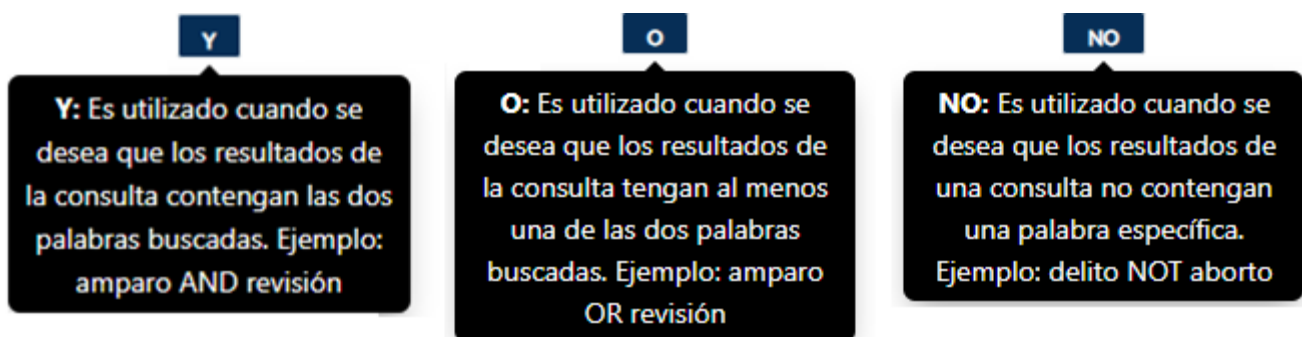 Y
Y: Es utilizado cuando se
desea que los resultados de
la consulta contengan las dos
palabras buscadas. Ejemplo:
amparo AND revisión
O
O: Es utilizado cuando se
desea que los resultados de
la consulta tengan al menos
una de las dos palabras
buscadas. Ejemplo: amparo
OR revisión
NO
NO: Es utilizado cuando se
desea que los resultados de
una consulta no contengan
una palabra específica.
Ejemplo: delito NOT aborto